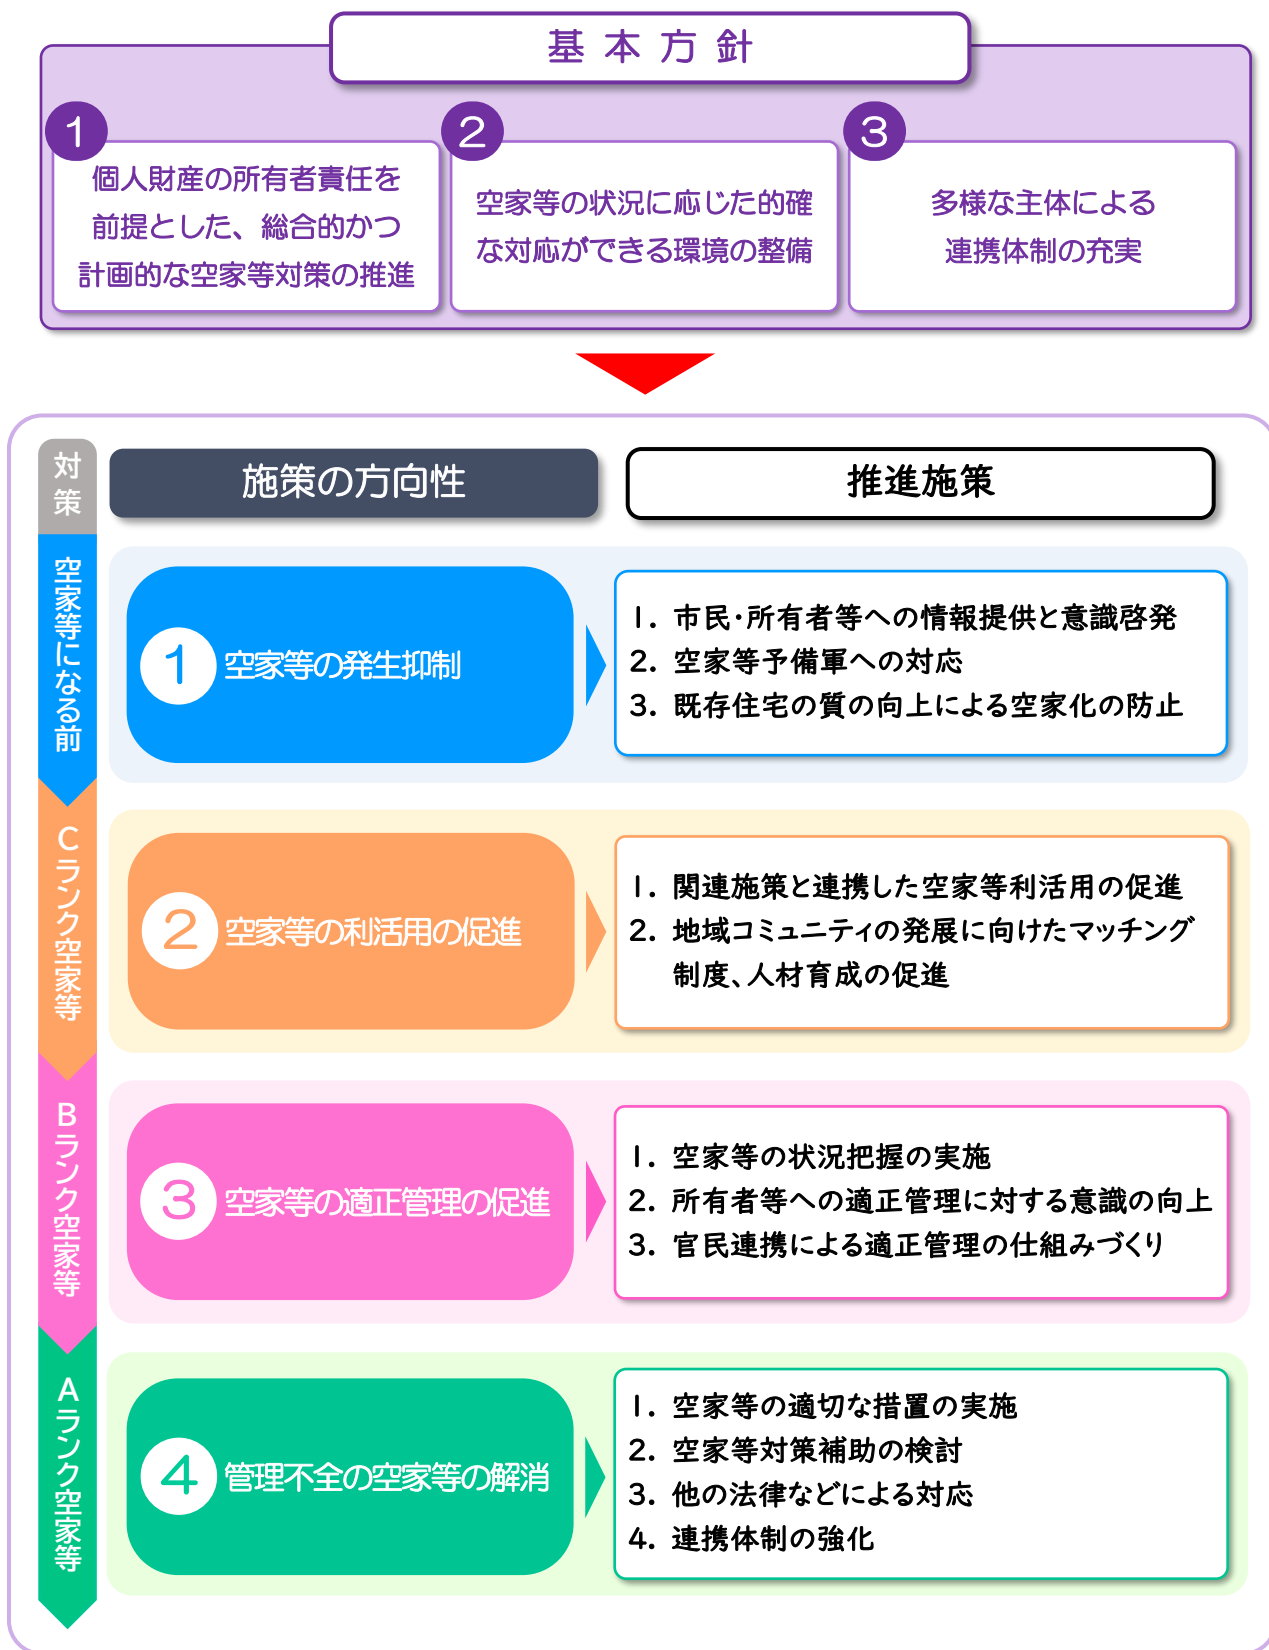 基本方針
1
個人財産の所有者責任を
前提とした、総合的かつ
計画的な空家等対策の推進
2
空家等の状況に応じた的確
な対応ができる環境の整備
3
多様な主体による
連携体制の充実
対策
施策の方向性
推進施策
空家等になる前
1
空家等の発生抑制
1. 市民・所有者等への情報提供と意識啓発
2. 空家等予備軍への対応
3. 既存住宅の質の向上による空家化の防止
Cランク空家等
2
空家等の利活用の促進
1. 関連施策と連携した空家等利活用の促進
2. 地域コミュニティの発展に向けたマッチング
制度、人材育成の促進
Bランク空家等
3
空家等の適正管理の促進
1. 空家等の状況把握の実施
2. 所有者等への適正管理に対する意識の向上
3. 官民連携による適正管理の仕組みづくり
Aランク空家等
4
管理不全の空家等の解消
1. 空家等の適切な措置の実施
2. 空家等対策補助の検討
3. 他の法律などによる対応
4. 連携体制の強化